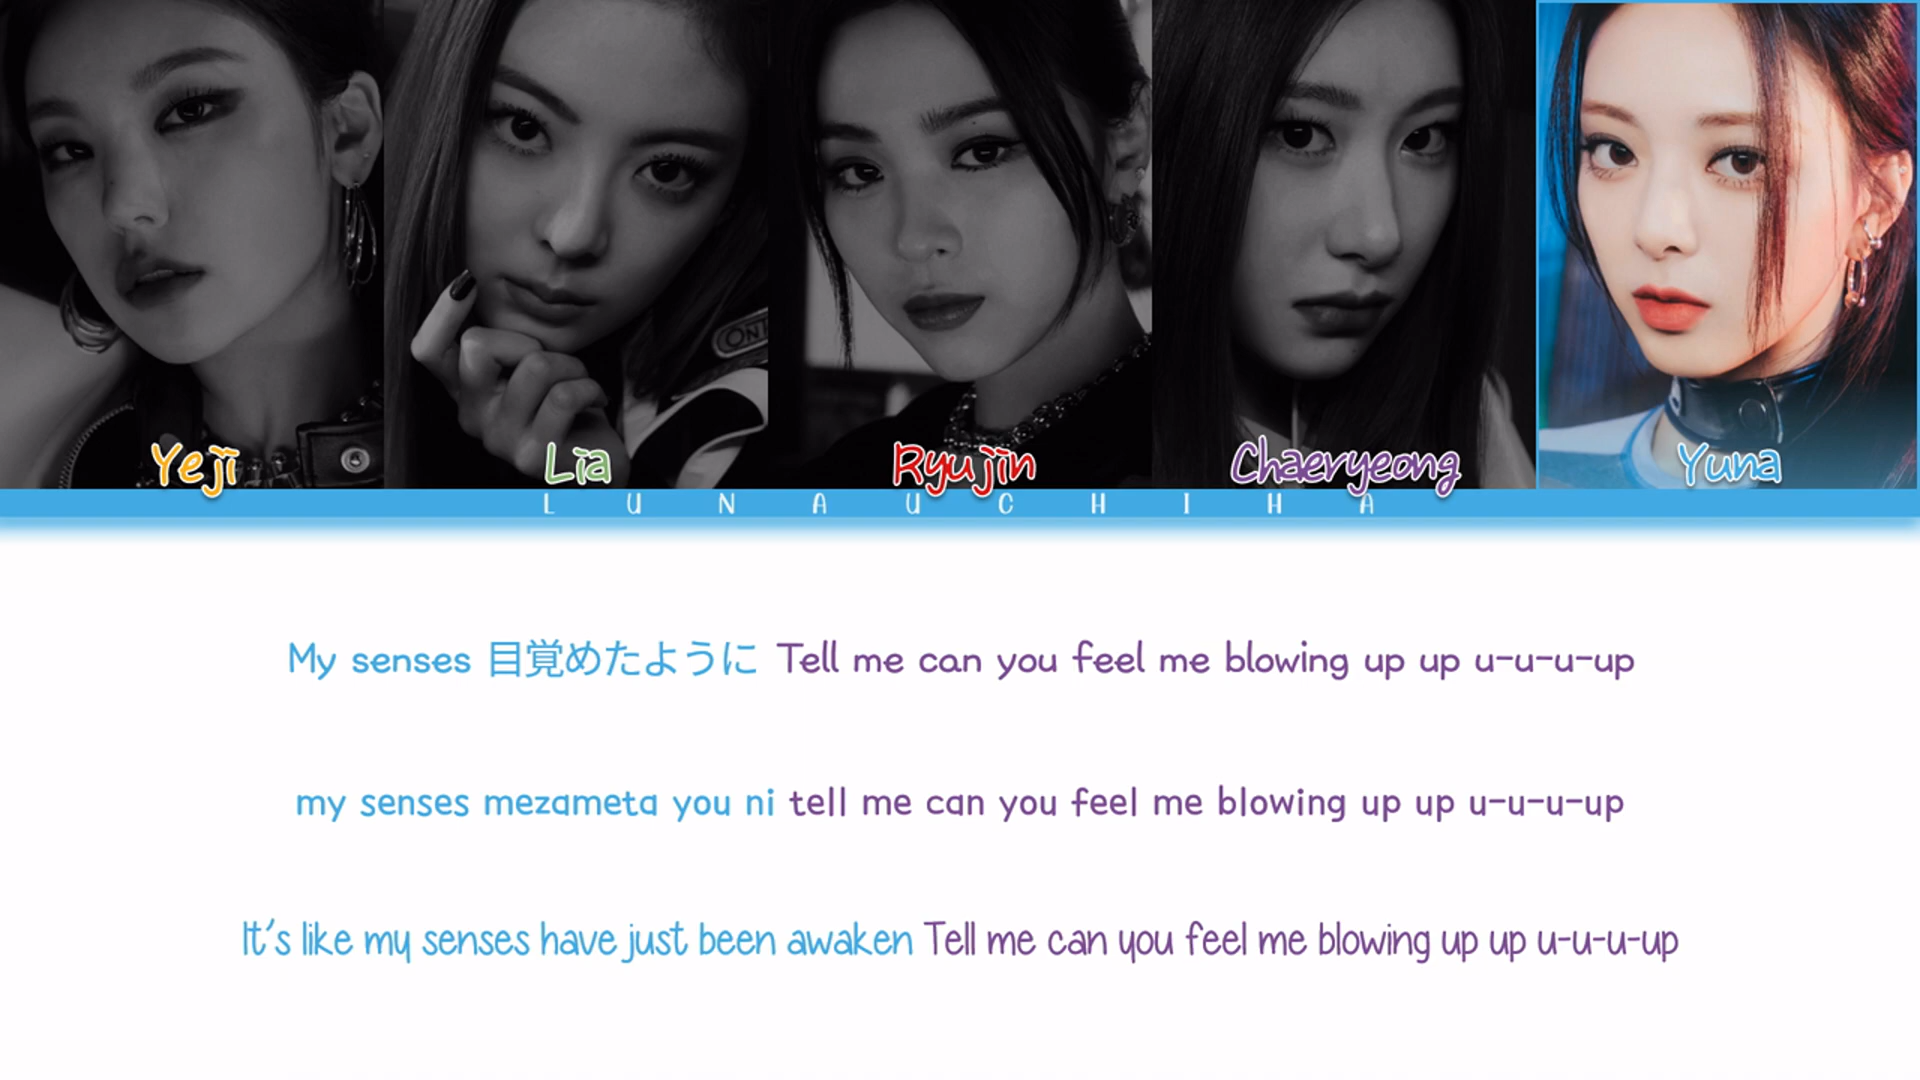 ON
Yeji Lia Ryujin Chaeryeong Yuna
LUNAUCHIHA
My senses 目覚めたように Tell me can you feel me blowing up up u-u-u-up
my senses mezameta you ni tell me can you feel me blowing up up u-u-u-up
It's like my senses have just been awaken Tell me can you feel me blowing up up u-u-u-up